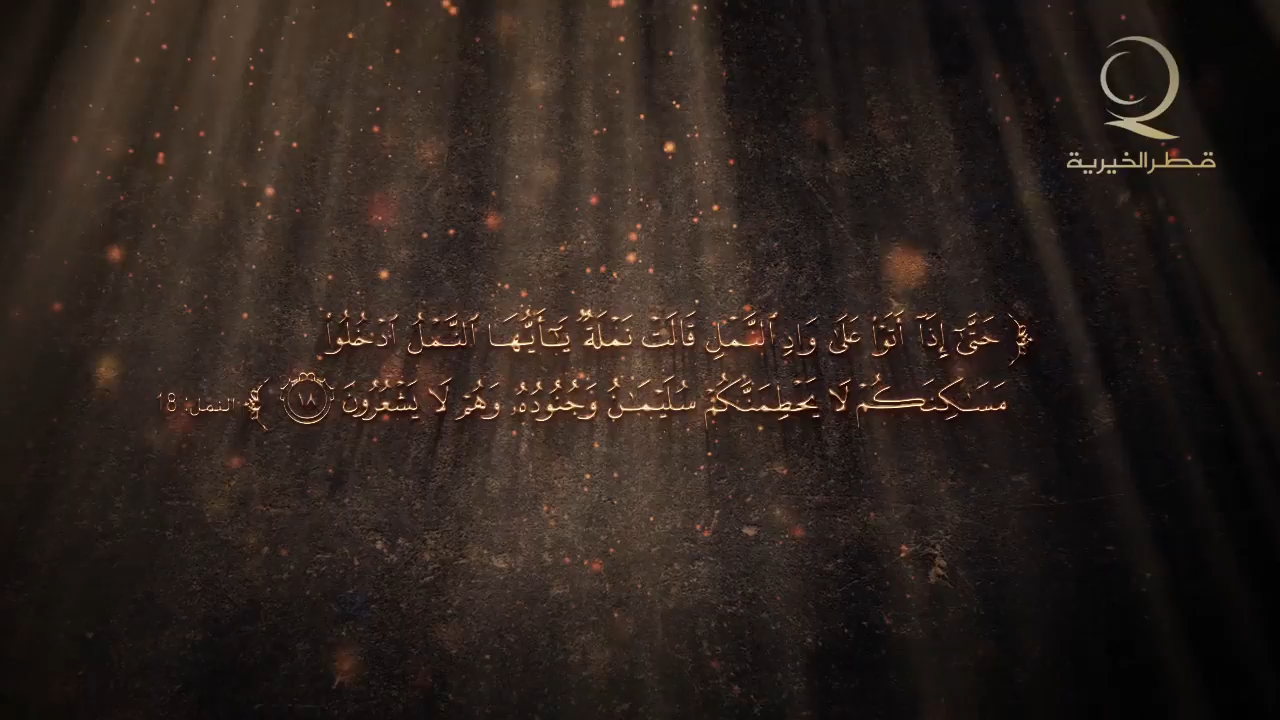 قطر الخيرية
﴿ حَتَّىٰٓ إِذَآ أَتَوۡاْ عَلَىٰ وَادِ ٱلنَّمۡلِ قَالَتۡ نَمۡلَةٞ يَٰٓأَيُّهَا ٱلنَّمۡلُ ٱدۡخُلُواْ
مَسَٰكِنَكُمۡ لَا يَحۡطِمَنَّكُمۡ سُلَيۡمَٰنُ وَجُنُودُهُۥ وَهُمۡ لَا يَشۡعُرُونَ ١٨ ﴾ النمل: 18